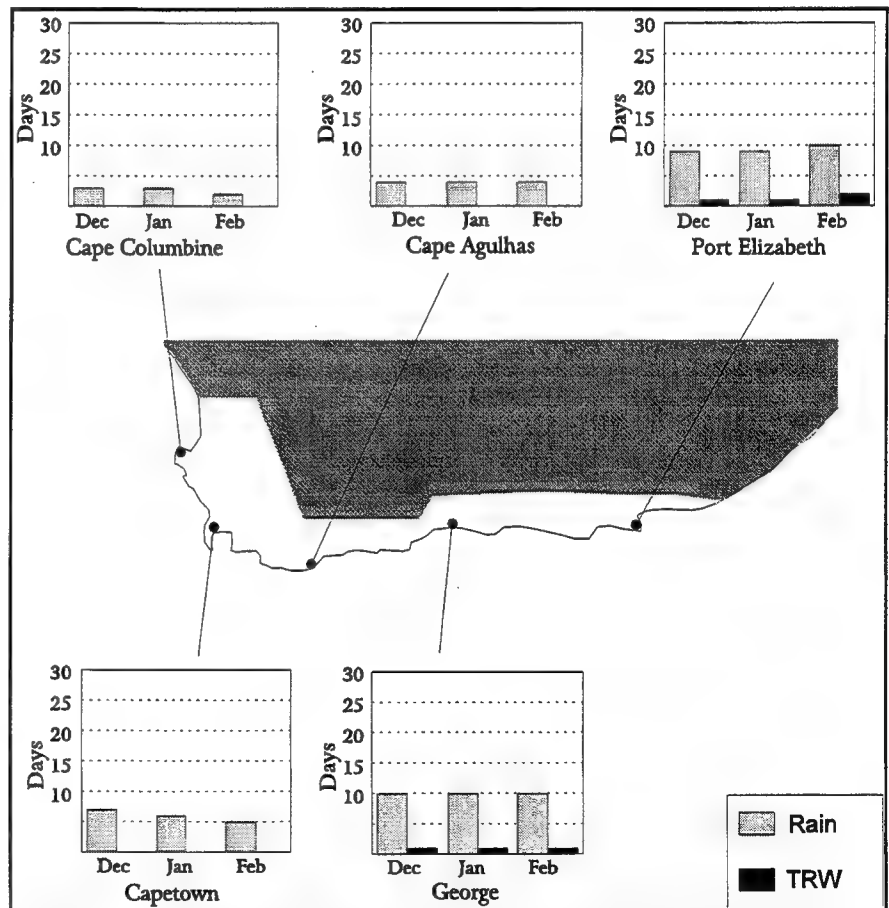 30
25
20
15
10
Days
Dec Jan Feb
Cape Columbine
30
25
20
15
10
Days
Dec Jan Feb
Cape Agulhas
30
25
20
15
10
Days
Dec Jan Feb
Port Elizabeth
30
25
20
15
10
Days
Dec Jan Feb
Capetown
30
25
20
15
10
Days
Dec Jan Feb
George
Rain
TRW